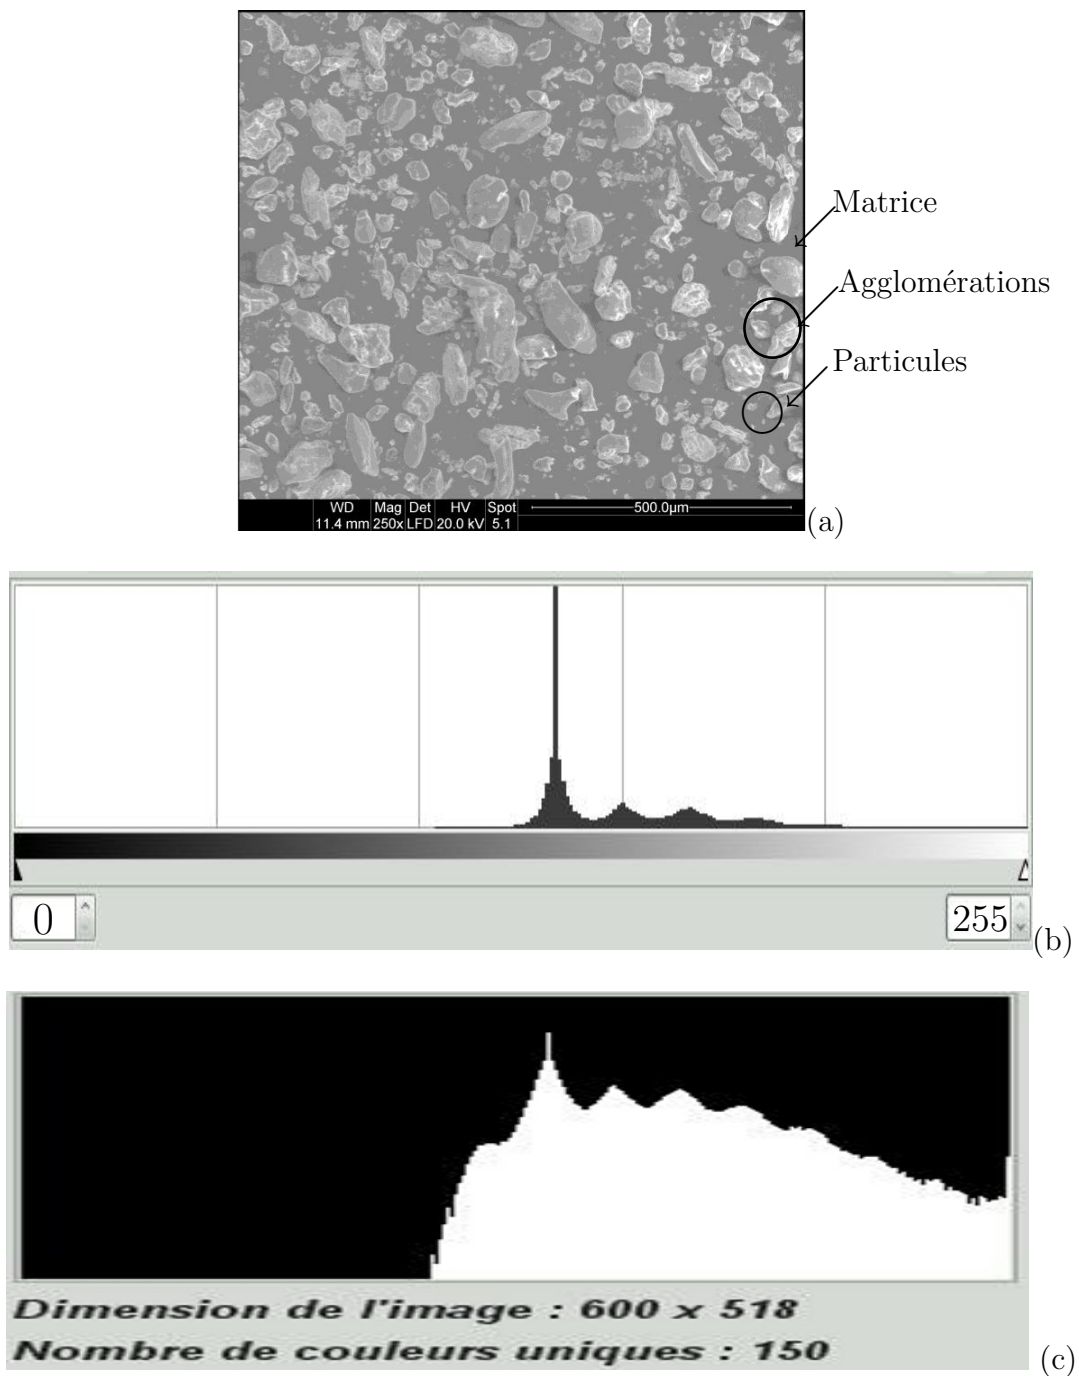 Matrice
Agglomérations
Particules
WD Mag Det HV Spot 500.0µm
11.4 mm 250x LFD 20.0 kV 5.1
(a)
0 255
(b)
Dimension de l'image : 600 x 518
Nombre de couleurs uniques : 150
(c)